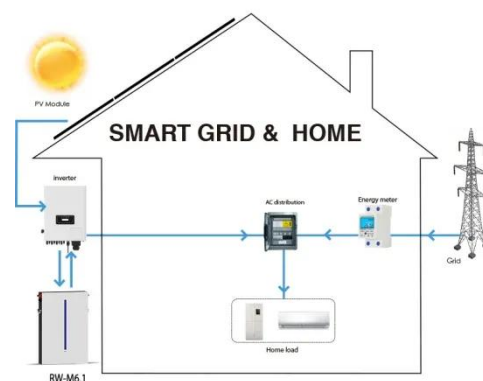 PV Module
SMART GRID & HOME
Inverter
AC distribution
Energy meter
Grid
Home load
RW-M6.1